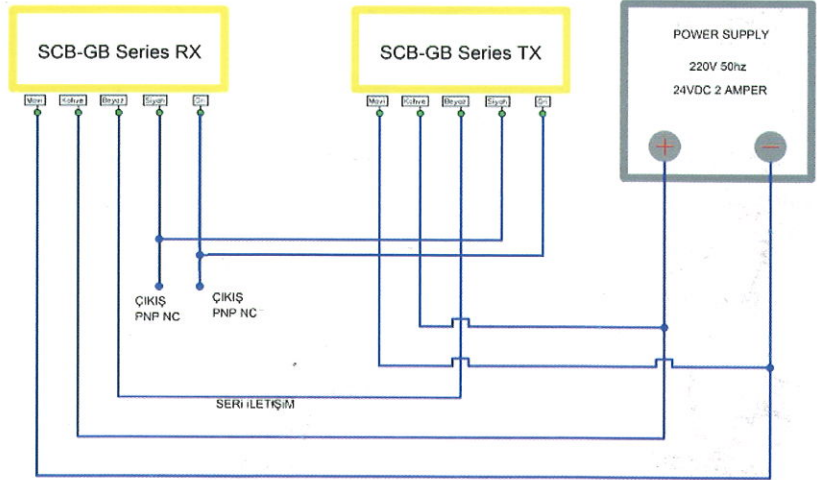 SCB-GB Series RX
SCB-GB Series TX
POWER SUPPLY
220V 50hz
24VDC 2 AMPER
Mavi Kahve Beyaz Siyah Gri
Mavi Kahve Beyaz Siyah Gri
+ −
ÇIKIŞ
PNP NC
ÇIKIŞ
PNP NC
SERİ İLETİŞİM